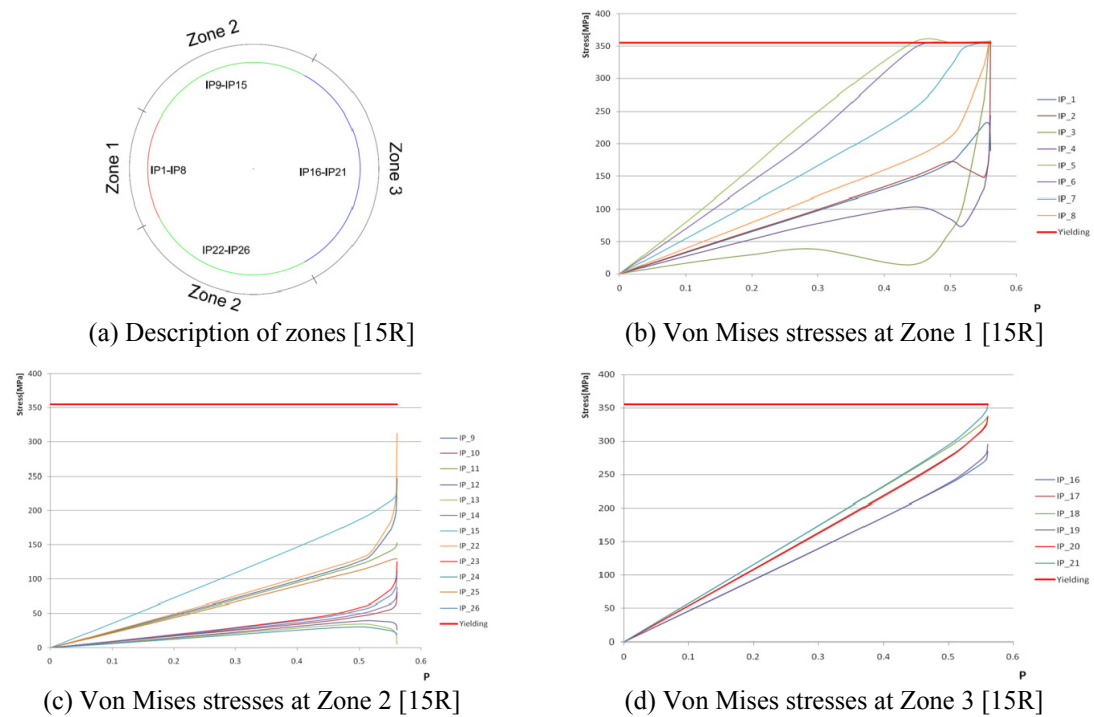 Zone 2
IP9-IP15
Zone 1
IP1-IP8
IP16-IP21
Zone 3
IP22-IP26
Zone 2
(a) Description of zones [15R]
Stress[MPa]
400
350
300
250
200
150
100
50
0
0 0.1 0.2 0.3 0.4 0.5 0.6
P
IP_1
IP_2
IP_3
IP_4
IP_5
IP_6
IP_7
IP_8
Yielding
(b) Von Mises stresses at Zone 1 [15R]
Stress[MPa]
400
350
300
250
200
150
100
50
0
0 0.1 0.2 0.3 0.4 0.5 0.6
P
IP_9
IP_10
IP_11
IP_12
IP_13
IP_14
IP_15
IP_22
IP_23
IP_24
IP_25
IP_26
Yielding
(c) Von Mises stresses at Zone 2 [15R]
Stress[MPa]
400
350
300
250
200
150
100
50
0
0 0.1 0.2 0.3 0.4 0.5 0.6
P
IP_16
IP_17
IP_18
IP_19
IP_20
IP_21
Yielding
(d) Von Mises stresses at Zone 3 [15R]